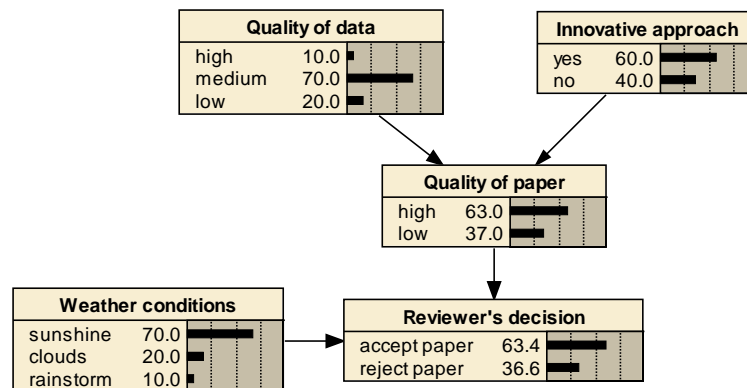 Quality of data
high 10.0
medium 70.0
low 20.0
Innovative approach
yes 60.0
no 40.0
Quality of paper
high 63.0
low 37.0
Weather conditions
sunshine 70.0
clouds 20.0
rainstorm 10.0
Reviewer's decision
accept paper 63.4
reject paper 36.6